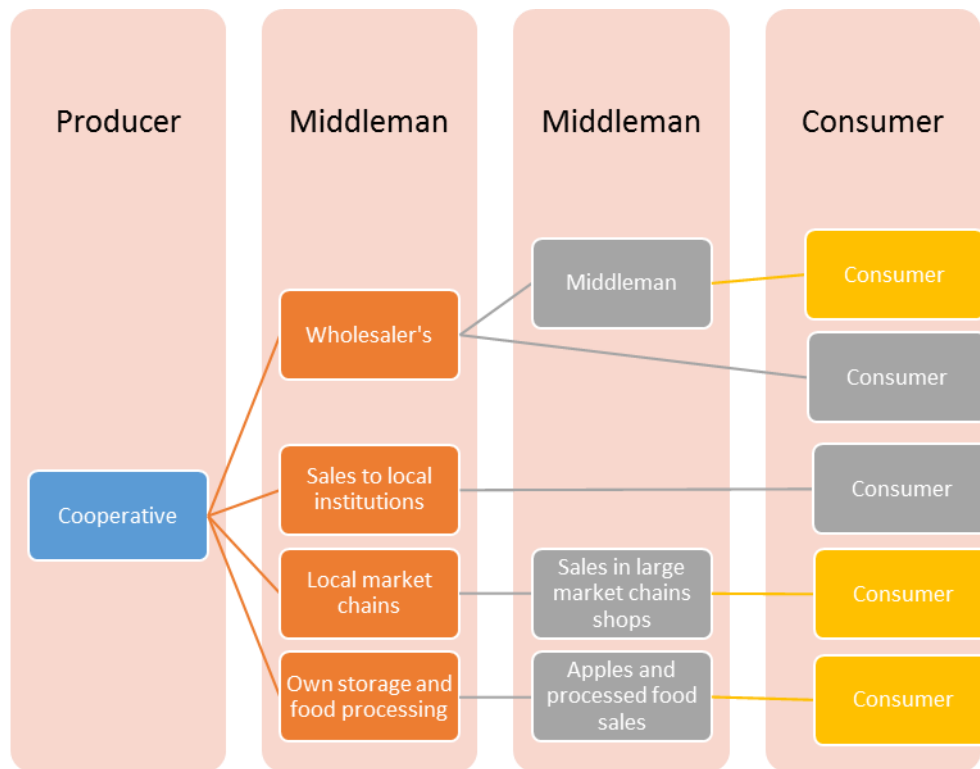 Producer
Middleman
Middleman
Consumer
Middleman
Consumer
Wholesaler's
Consumer
Cooperative
Sales to local
institutions
Consumer
Local market
chains
Sales in large
market chains
shops
Consumer
Own storage and
food processing
Apples and
processed food
sales
Consumer